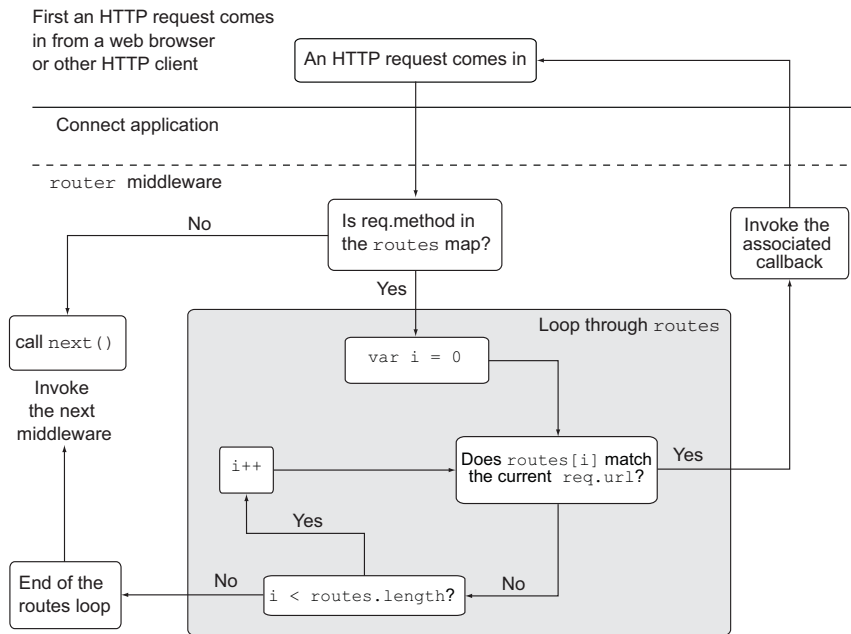 First an HTTP request comes
in from a web browser
or other HTTP client
An HTTP request comes in
Connect application
router middleware
No
Is req.method in
the routes map?
Invoke the
associated
callback
Yes
Loop through routes
call next()
var i = 0
Invoke
the next
middleware
i++
Does routes[i] match
the current req.url?
Yes
Yes
End of the
routes loop
No
i < routes.length?
No